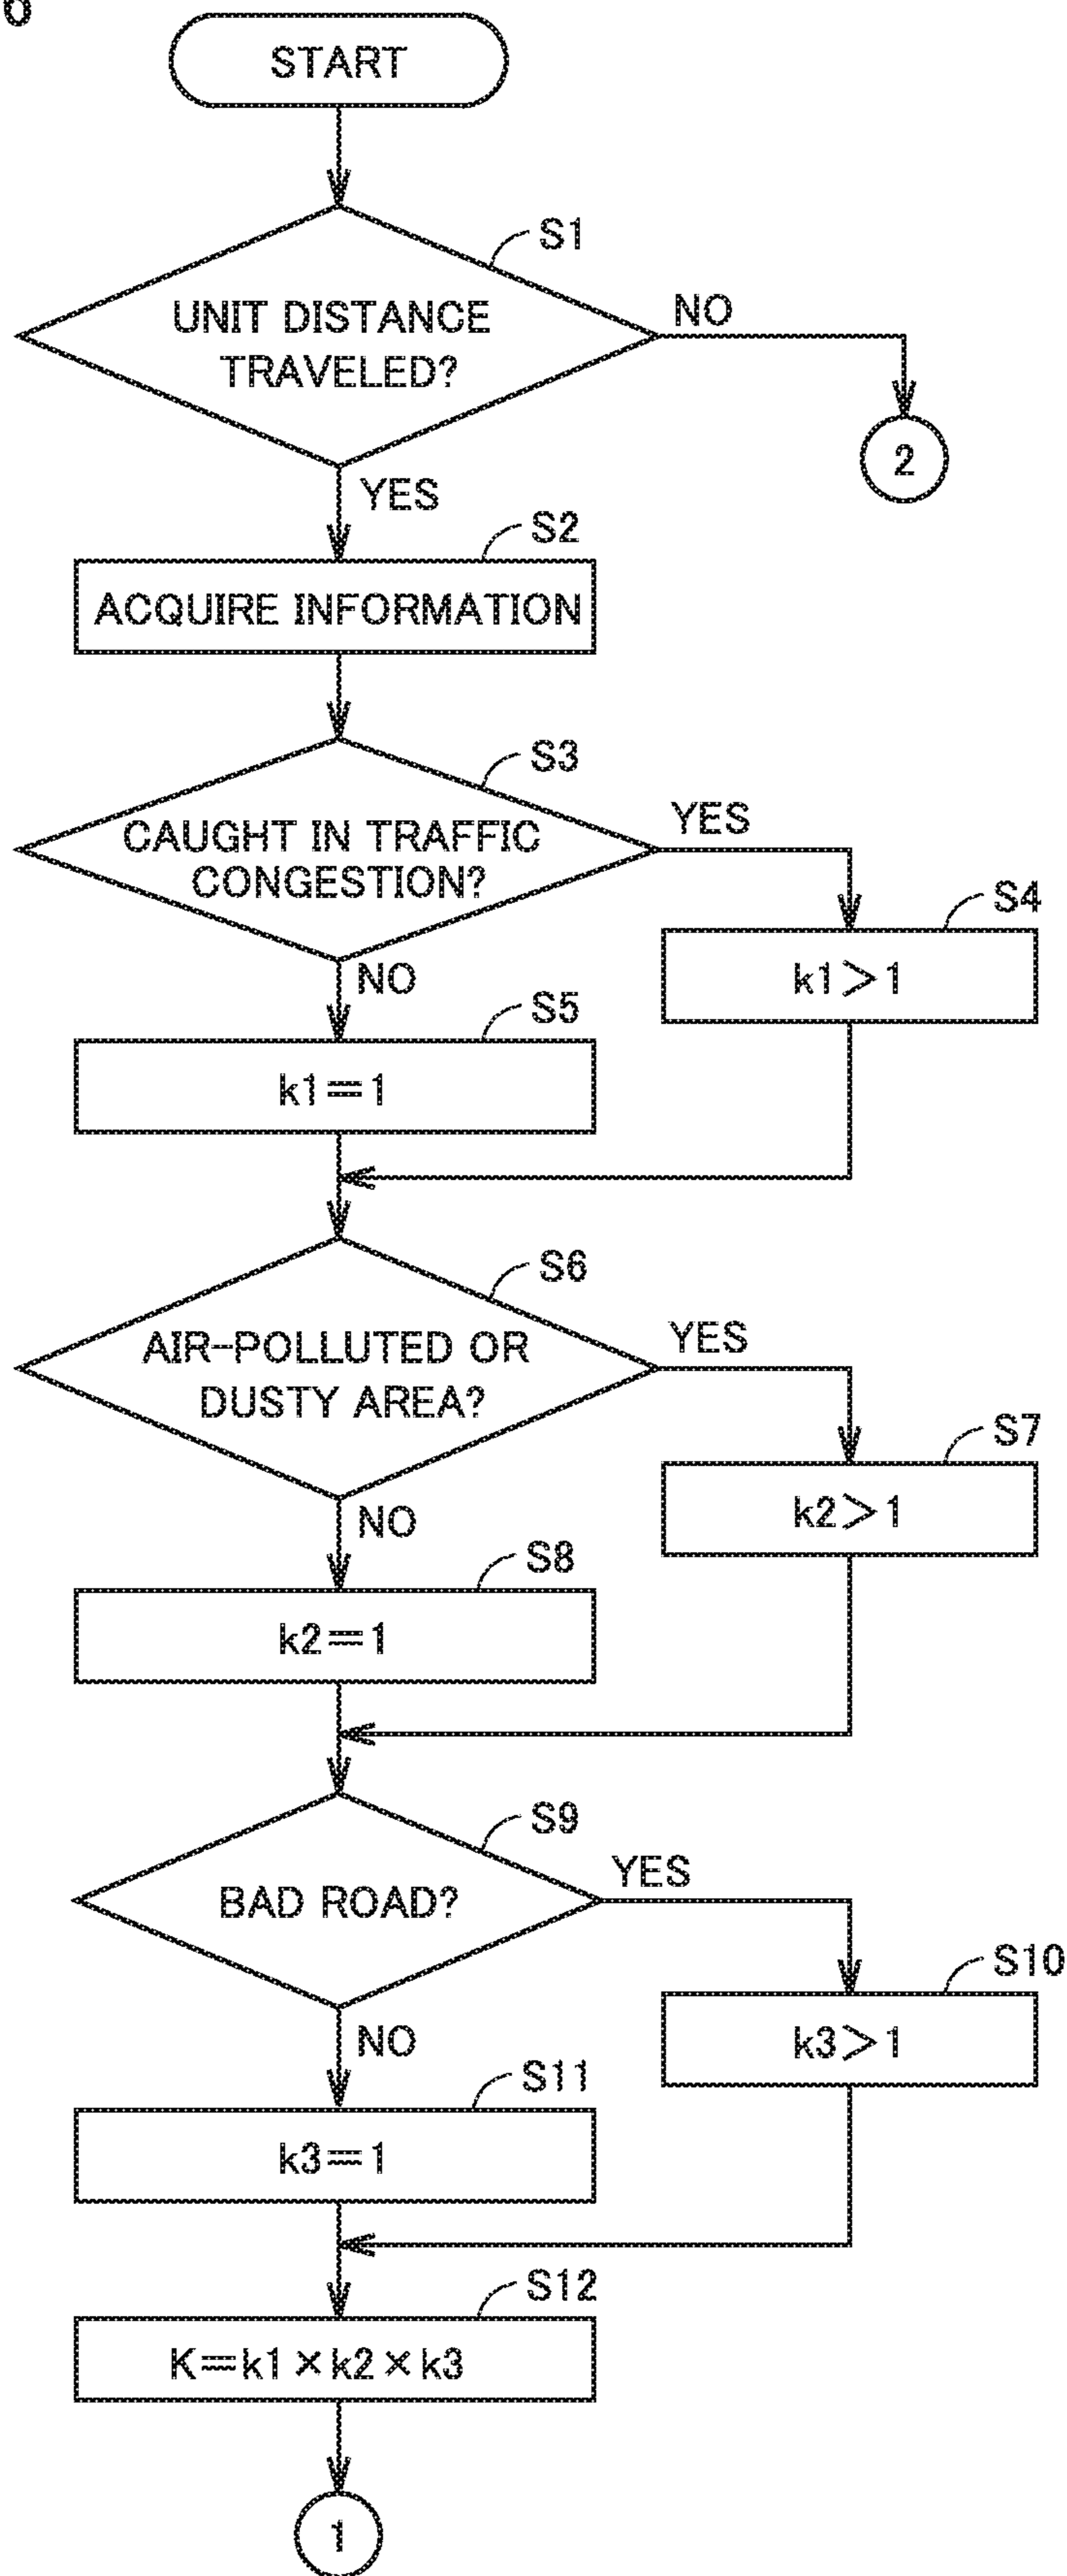 START
S1
UNIT DISTANCE
TRAVELED?
NO
2
YES
S2
ACQUIRE INFORMATION
S3
CAUGHT IN TRAFFIC
CONGESTION?
YES
S4
k1>1
NO
S5
k1=1
S6
AIR-POLLUTED OR
DUSTY AREA?
YES
S7
k2>1
NO
S8
k2=1
S9
BAD ROAD?
YES
S10
k3>1
NO
S11
k3=1
S12
K=k1×k2×k3
1